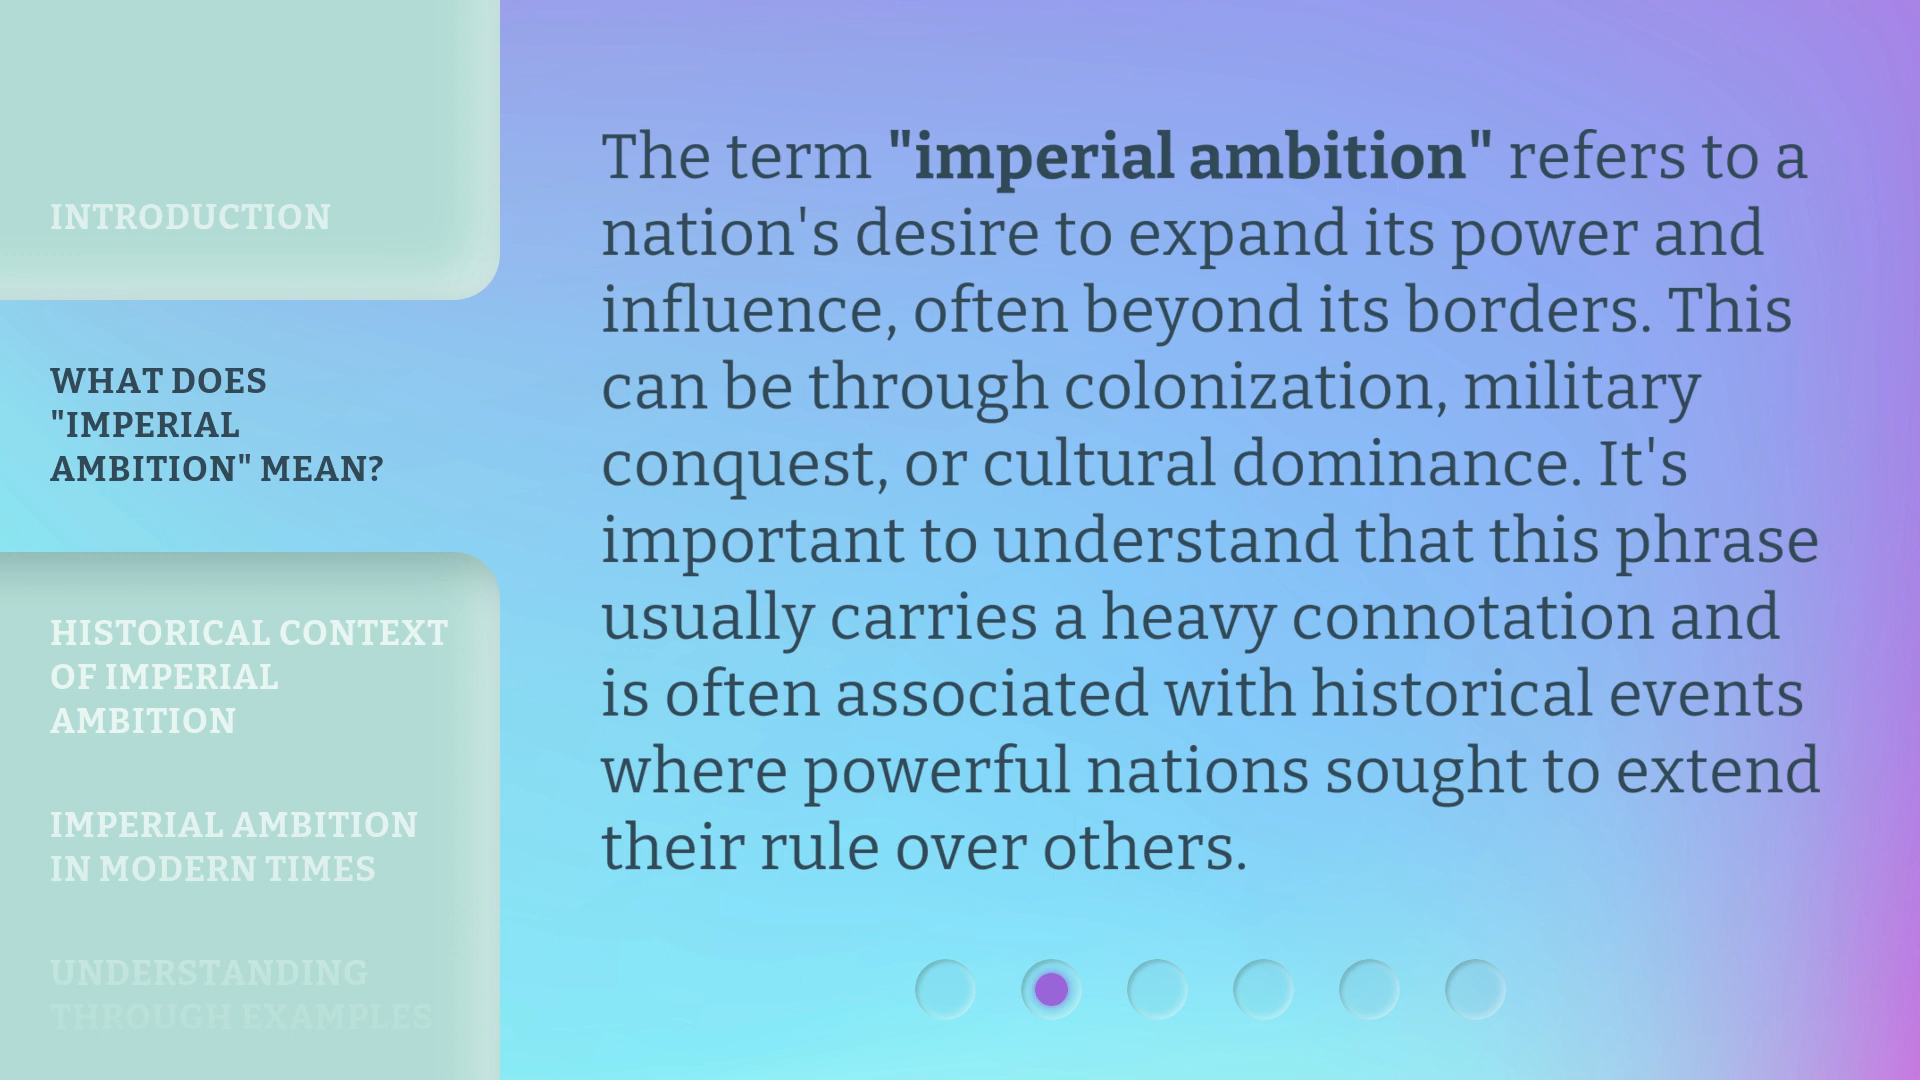 INTRODUCTION
WHAT DOES
"IMPERIAL
AMBITION" MEAN?
HISTORICAL CONTEXT
OF IMPERIAL
AMBITION
IMPERIAL AMBITION
IN MODERN TIMES
UNDERSTANDING
THROUGH EXAMPLES
The term "imperial ambition" refers to a
nation's desire to expand its power and
influence, often beyond its borders. This
can be through colonization, military
conquest, or cultural dominance. It's
important to understand that this phrase
usually carries a heavy connotation and
is often associated with historical events
where powerful nations sought to extend
their rule over others.